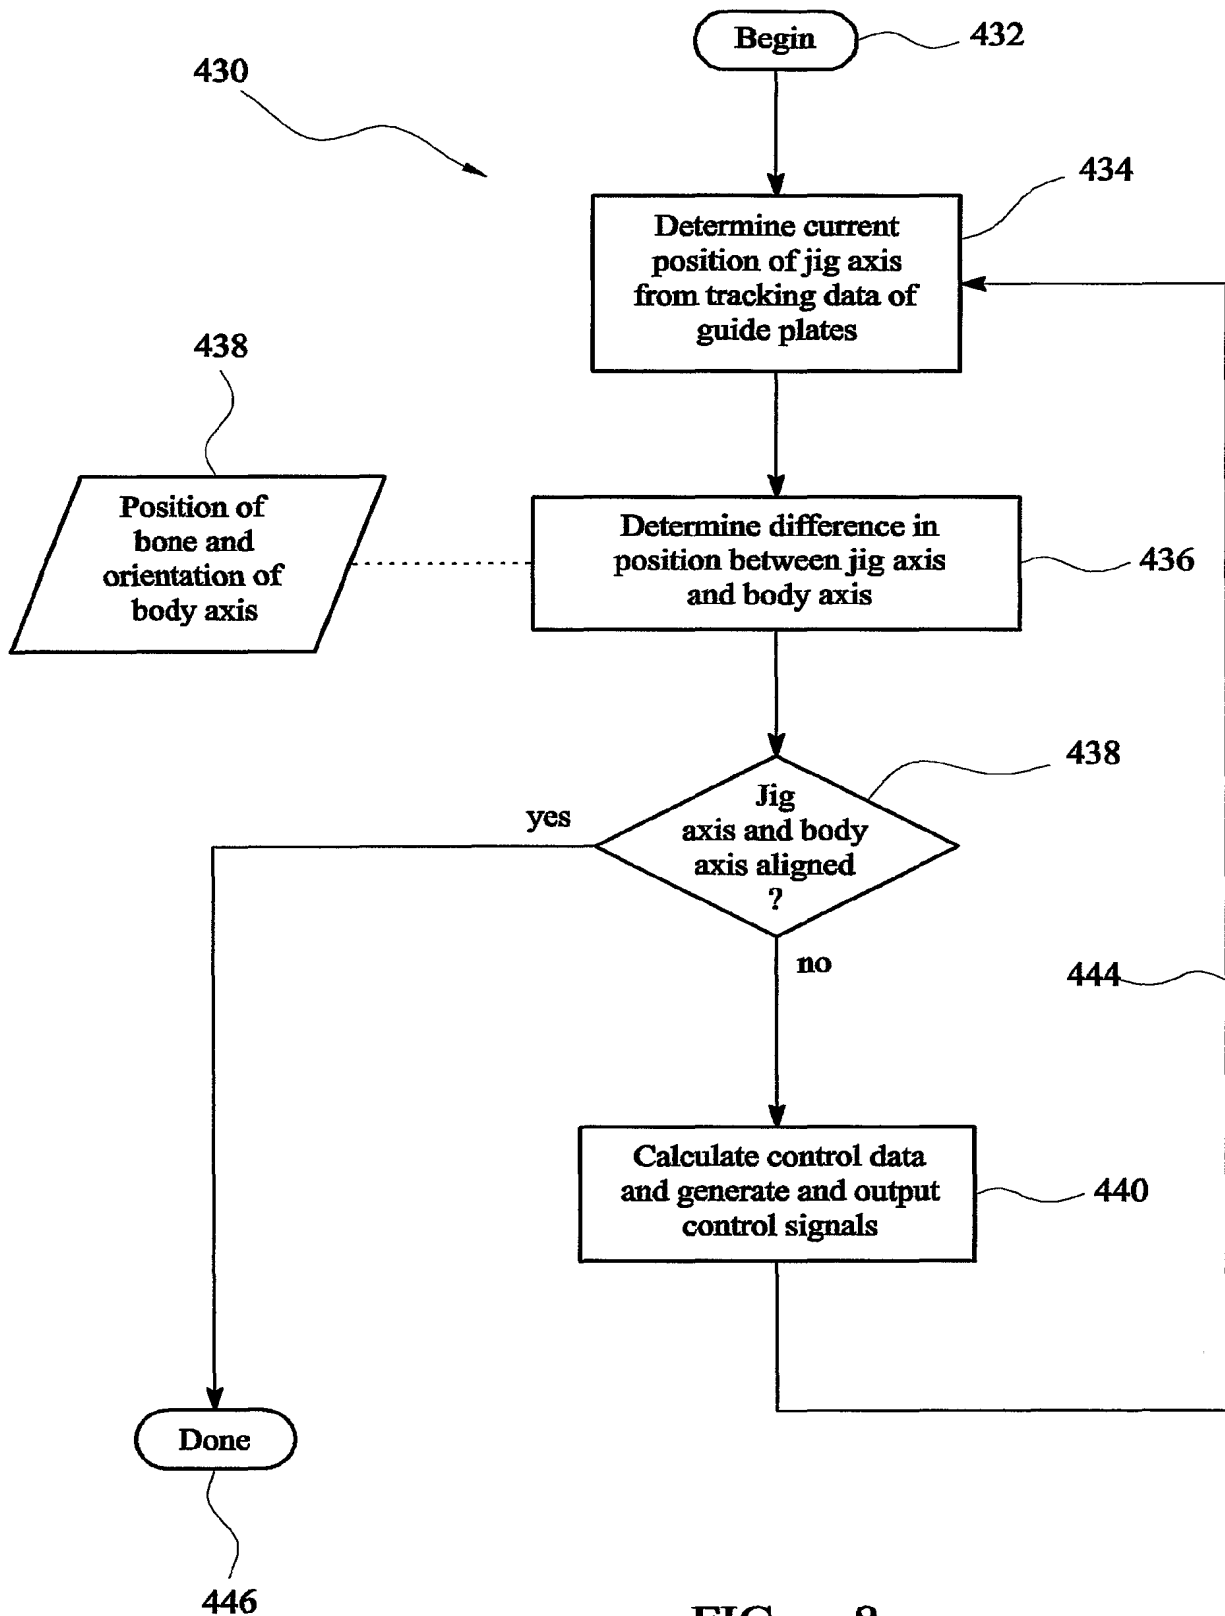 Begin
432
430
434
Determine current
position of jig axis
from tracking data of
guide plates
438
Position of
bone and
orientation of
body axis
Determine difference in
position between jig axis
and body axis
436
438
Jig
axis and body
axis aligned
?
yes
no
444
Calculate control data
and generate and output
control signals
440
Done
446